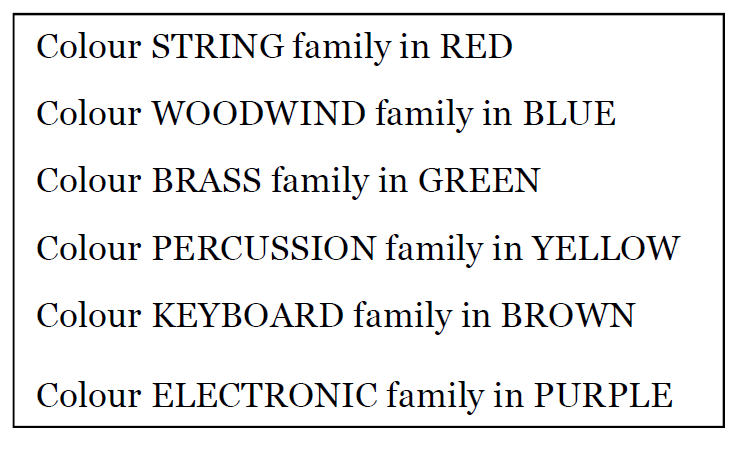 Colour STRING family in RED
Colour WOODWIND family in BLUE
Colour BRASS family in GREEN
Colour PERCUSSION family in YELLOW
Colour KEYBOARD family in BROWN
Colour ELECTRONIC family in PURPLE